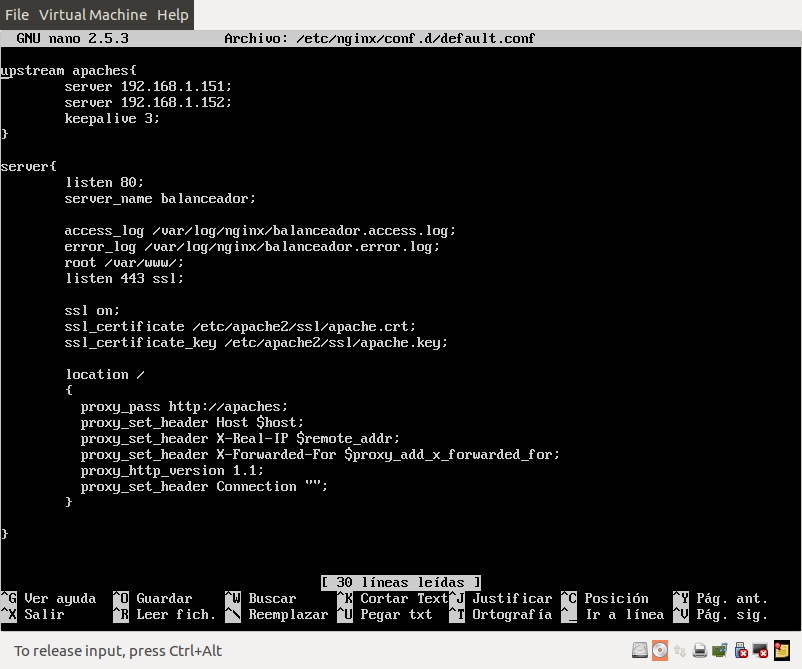 File Virtual Machine Help
GNU nano 2.5.3 Archivo: /etc/nginx/conf.d/default.conf
upstream apaches{
server 192.168.1.151;
server 192.168.1.152;
keepalive 3;
}
server{
listen 80;
server_name balanceador;
access_log /var/log/nginx/balanceador.access.log;
error_log /var/log/nginx/balanceador.error.log;
root /var/www/;
listen 443 ssl;
ssl on;
ssl_certificate /etc/apache2/ssl/apache.crt;
ssl_certificate_key /etc/apache2/ssl/apache.key;
location /
{
proxy_pass http://apaches;
proxy_set_header Host $host;
proxy_set_header X-Real-IP $remote_addr;
proxy_set_header X-Forwarded-For $proxy_add_x_forwarded_for;
proxy_http_version 1.1;
proxy_set_header Connection "";
}
}
[ 30 líneas leídas ]
^G Ver ayuda ^O Guardar ^W Buscar ^K Cortar Text ^J Justificar ^C Posición ^Y Pág. ant.
^X Salir ^R Leer fich. ^\ Reemplazar ^U Pegar txt ^T Ortografía ^_ Ir a línea ^V Pág. sig.
To release input, press Ctrl+Alt